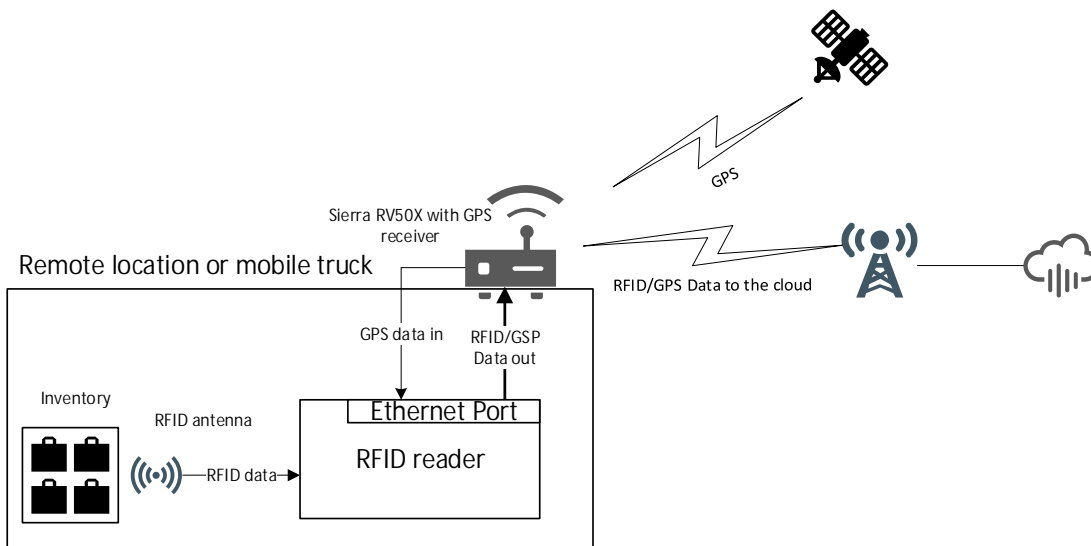 GPS
Sierra RV50X with GPS
receiver
Remote location or mobile truck
RFID/GPS Data to the cloud
GPS data in
RFID/GSP
Data out
Inventory
RFID antenna
Ethernet Port
RFID reader
RFID data